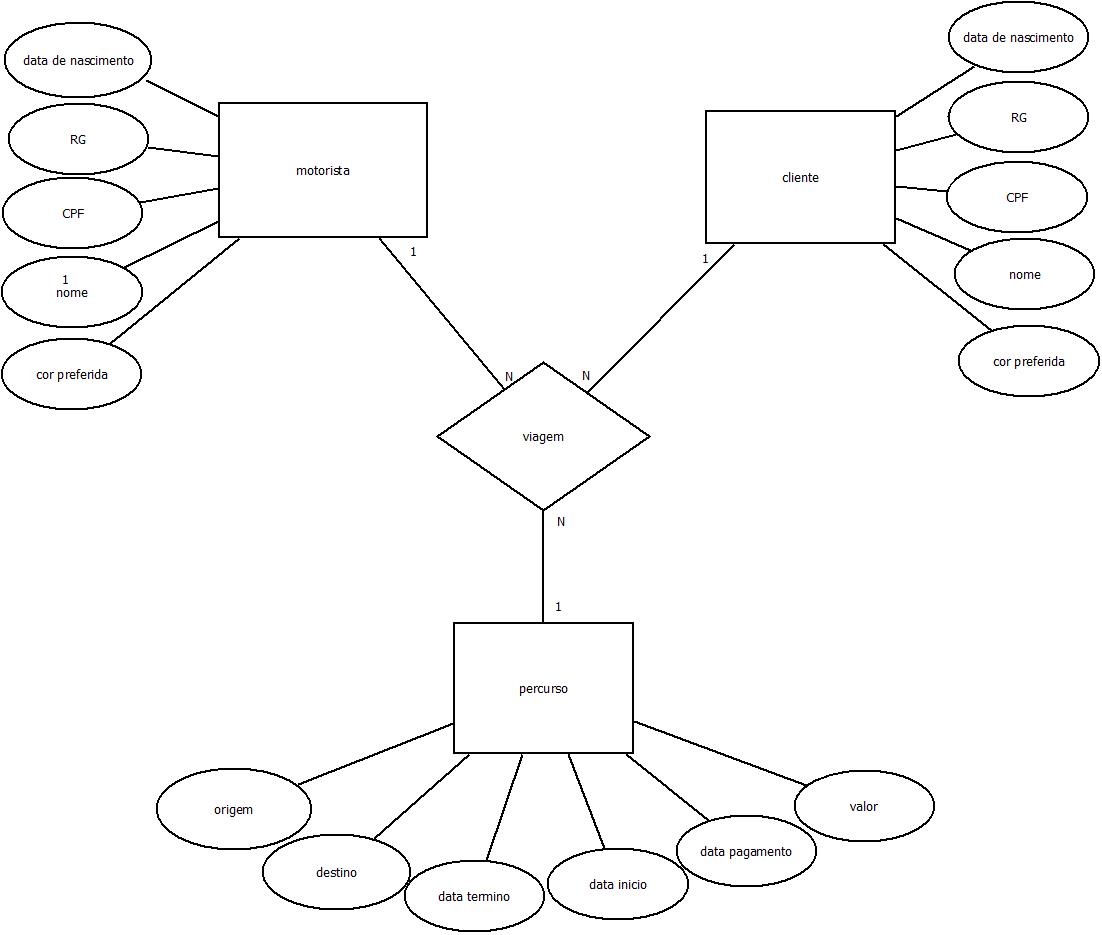 data de nascimento
RG
CPF
1
nome
cor preferida
motorista
1
data de nascimento
RG
CPF
nome
cor preferida
cliente
1
N
N
viagem
N
1
percurso
origem
destino
data termino
data inicio
data pagamento
valor